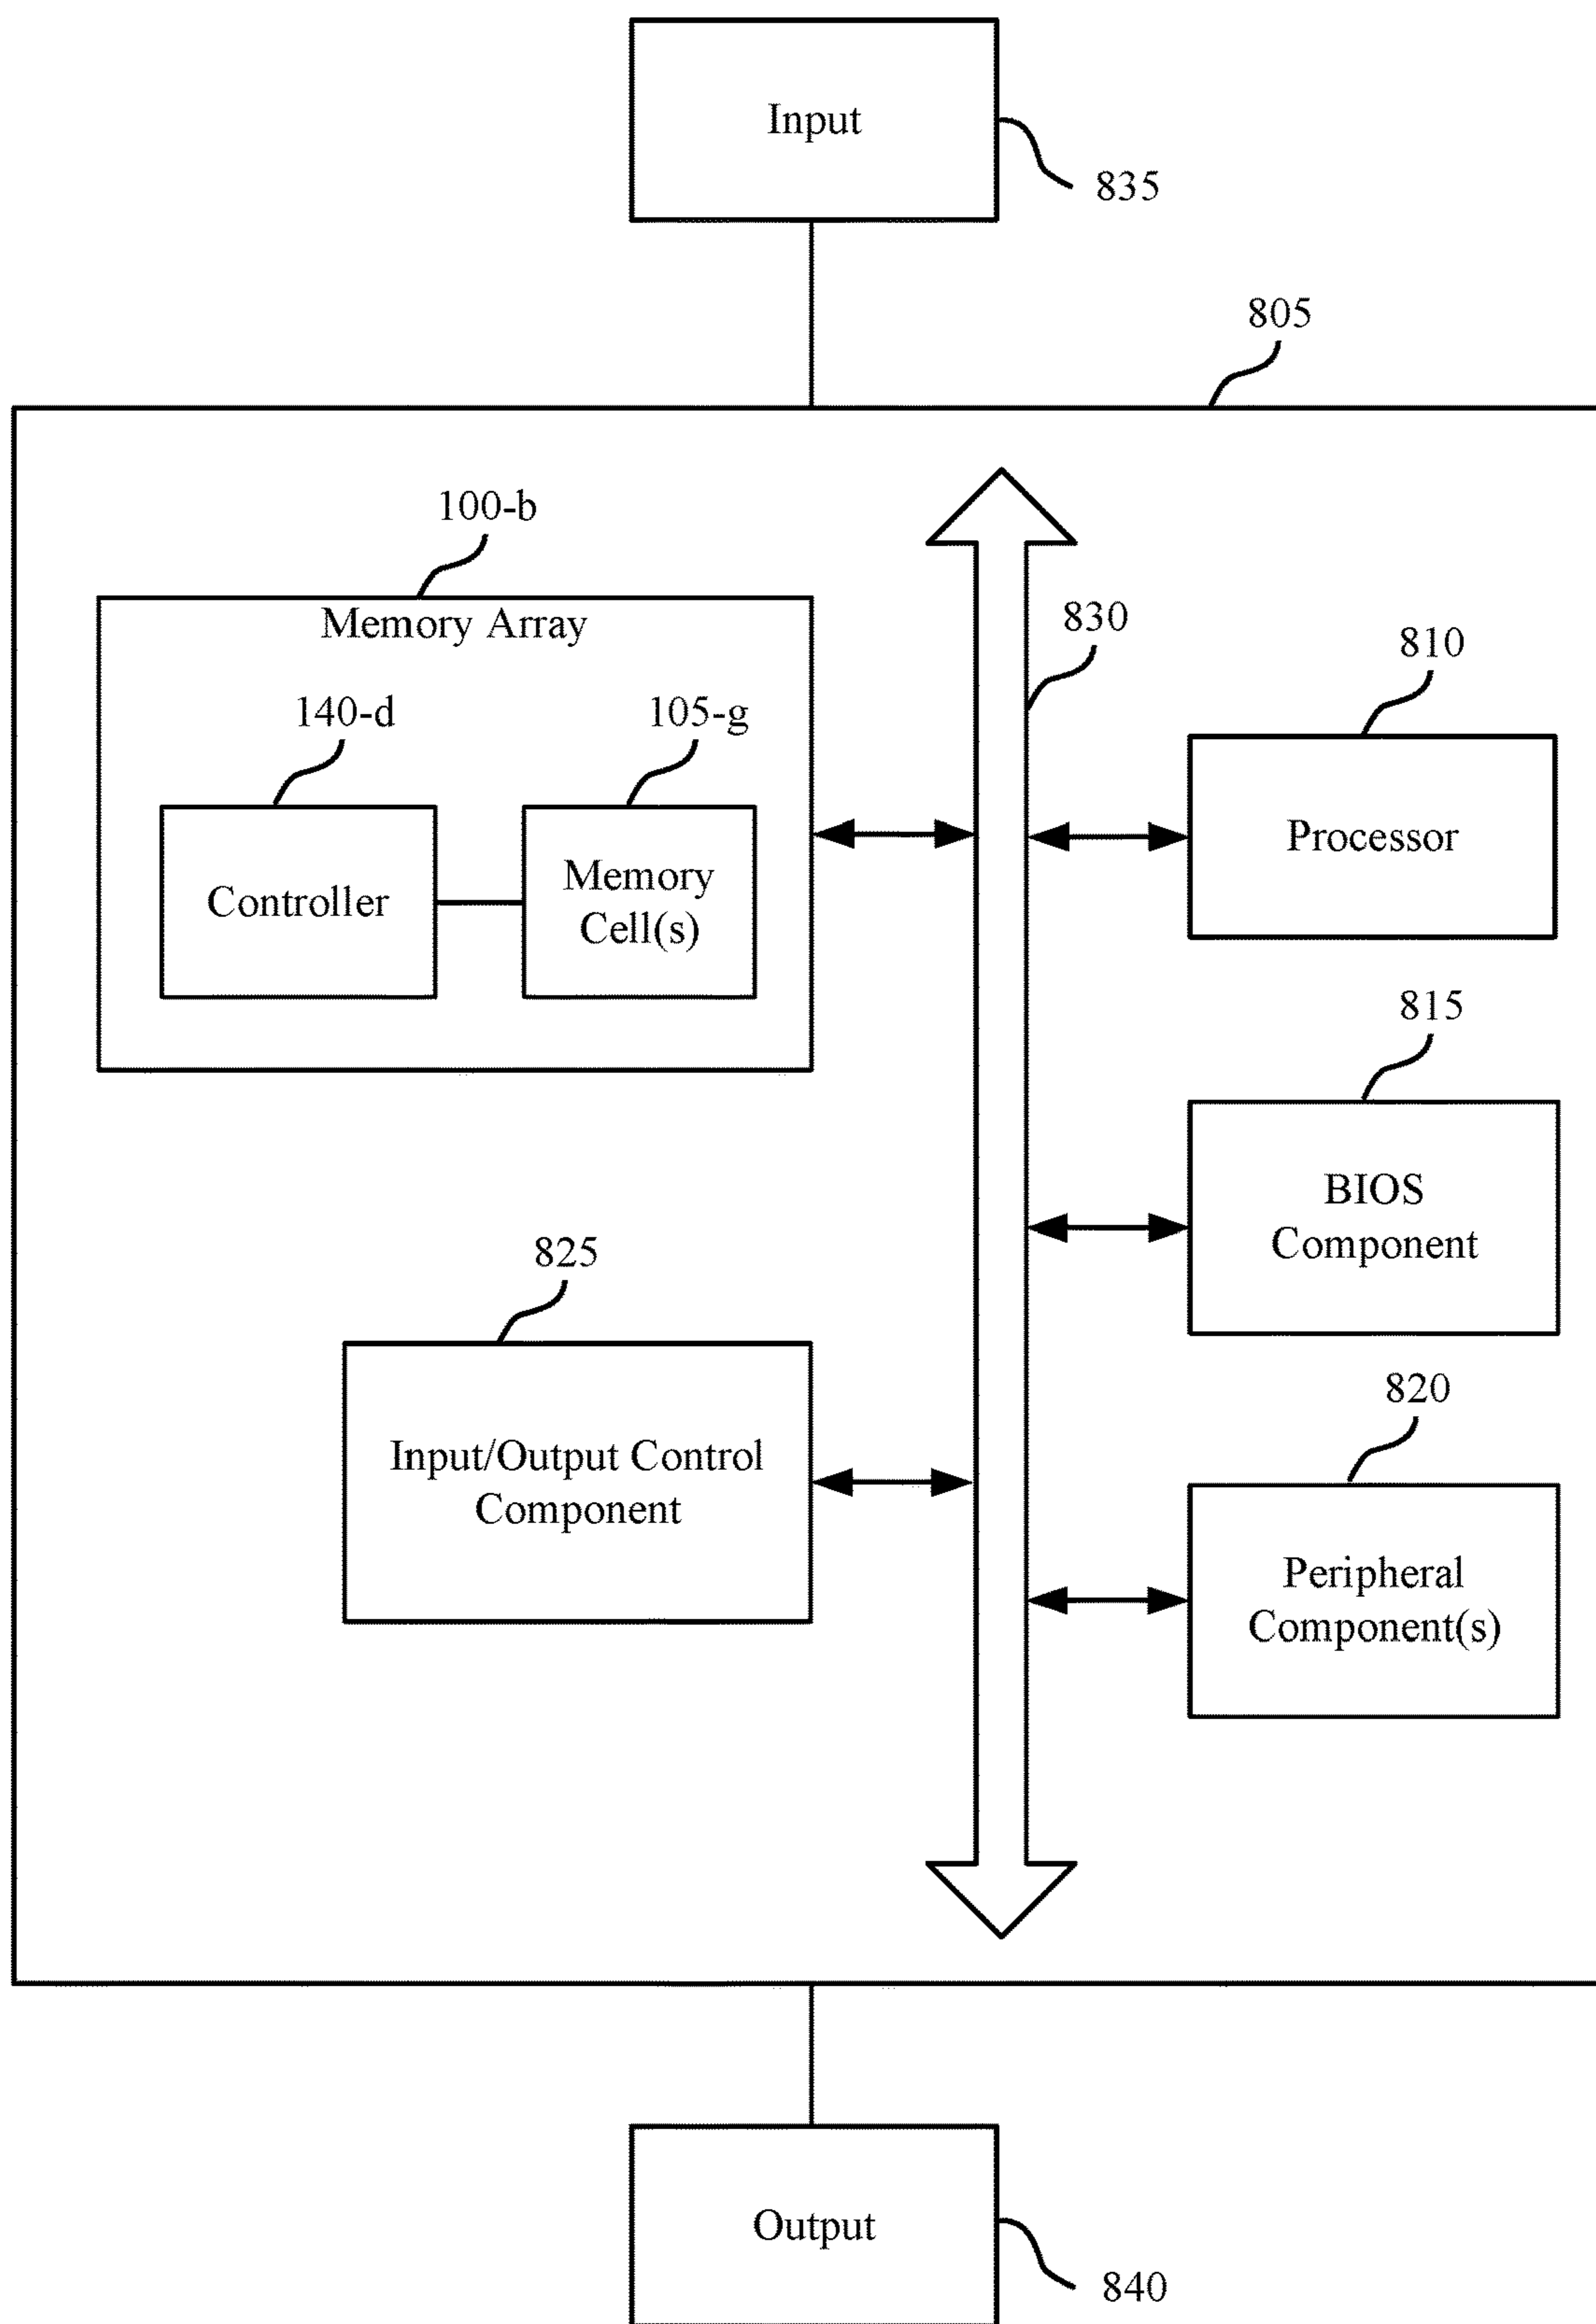 Input
835
805
100-b
Memory Array
830
810
140-d
105-g
Controller
Memory
Cell(s)
Processor
815
BIOS
Component
825
Input/Output Control
Component
820
Peripheral
Component(s)
Output
840